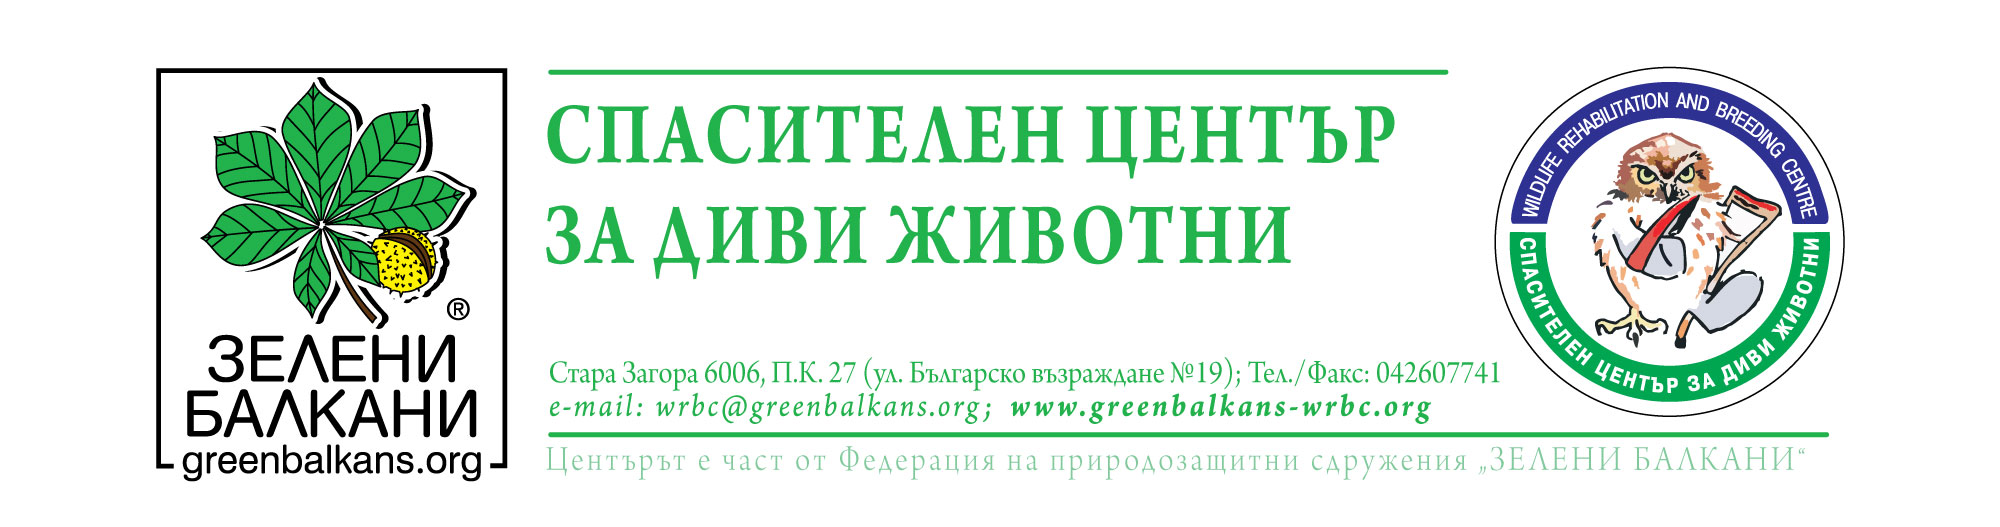 ®
ЗЕЛЕНИ
БАЛКАНИ
greenbalkans.org
СПАСИТЕЛЕН ЦЕНТЪР
ЗА ДИВИ ЖИВОТНИ
Стара Загора 6006, П.К. 27 (ул. Българско възраждане №19); Тел./Факс: 042607741
e-mail: wrbc@greenbalkans.org; www.greenbalkans-wrbc.org
Центърът е част от Федерация на природозащитни сдружения „ЗЕЛЕНИ БАЛКАНИ“
WILDLIFE REHABILITATION AND BREEDING CENTRE
СПАСИТЕЛЕН ЦЕНТЪР ЗА ДИВИ ЖИВОТНИ